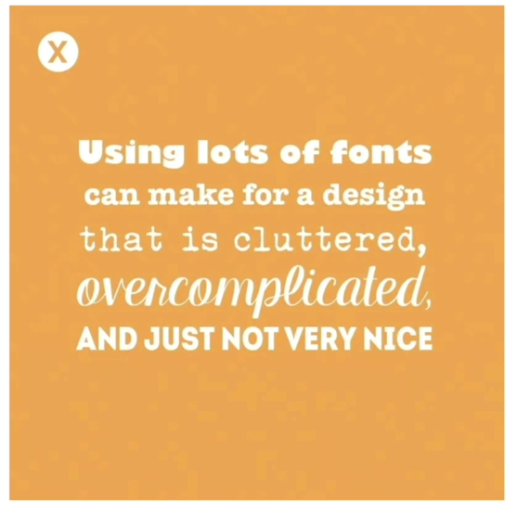 X
Using lots of fonts
can make for a design
that is cluttered,
overcomplicated,
AND JUST NOT VERY NICE